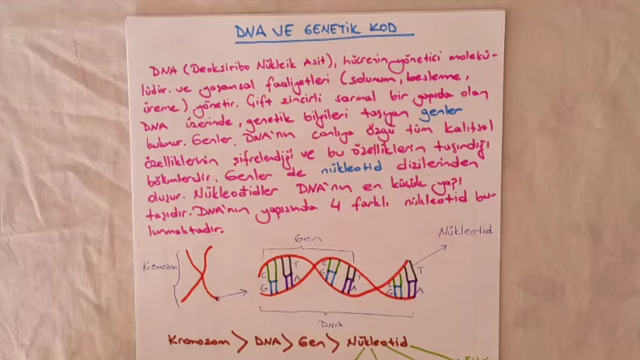 DNA VE GENETİK KOD
DNA (Deoksiribo Nükleik Asit), hücrenin yönetici molekü-
lüdür. ve yaşamsal faaliyetleri (solunum, beslenme,
üreme) yönetir. Çift zincirli sarmal bir yapıda olan
DNA üzerinde, genetik bilgileri taşıyan genler
bulunur. Genler, DNA'nın canlıya özgü tüm kalıtsal
özelliklerinin şifrelendiği ve bu özelliklerin taşındığı
bölümlerdir. Genler de nükleotid dizilerinden
oluşur. Nükleotidler DNA'nın en küçük yapı
taşıdır. DNA'nın yapısında 4 farklı nükleotid bu-
lunmaktadır.
Gen
Nükleotid
Kromozom
C T C T
G A G A G A
DNA
Kromozom > DNA > Gen > Nükleotid